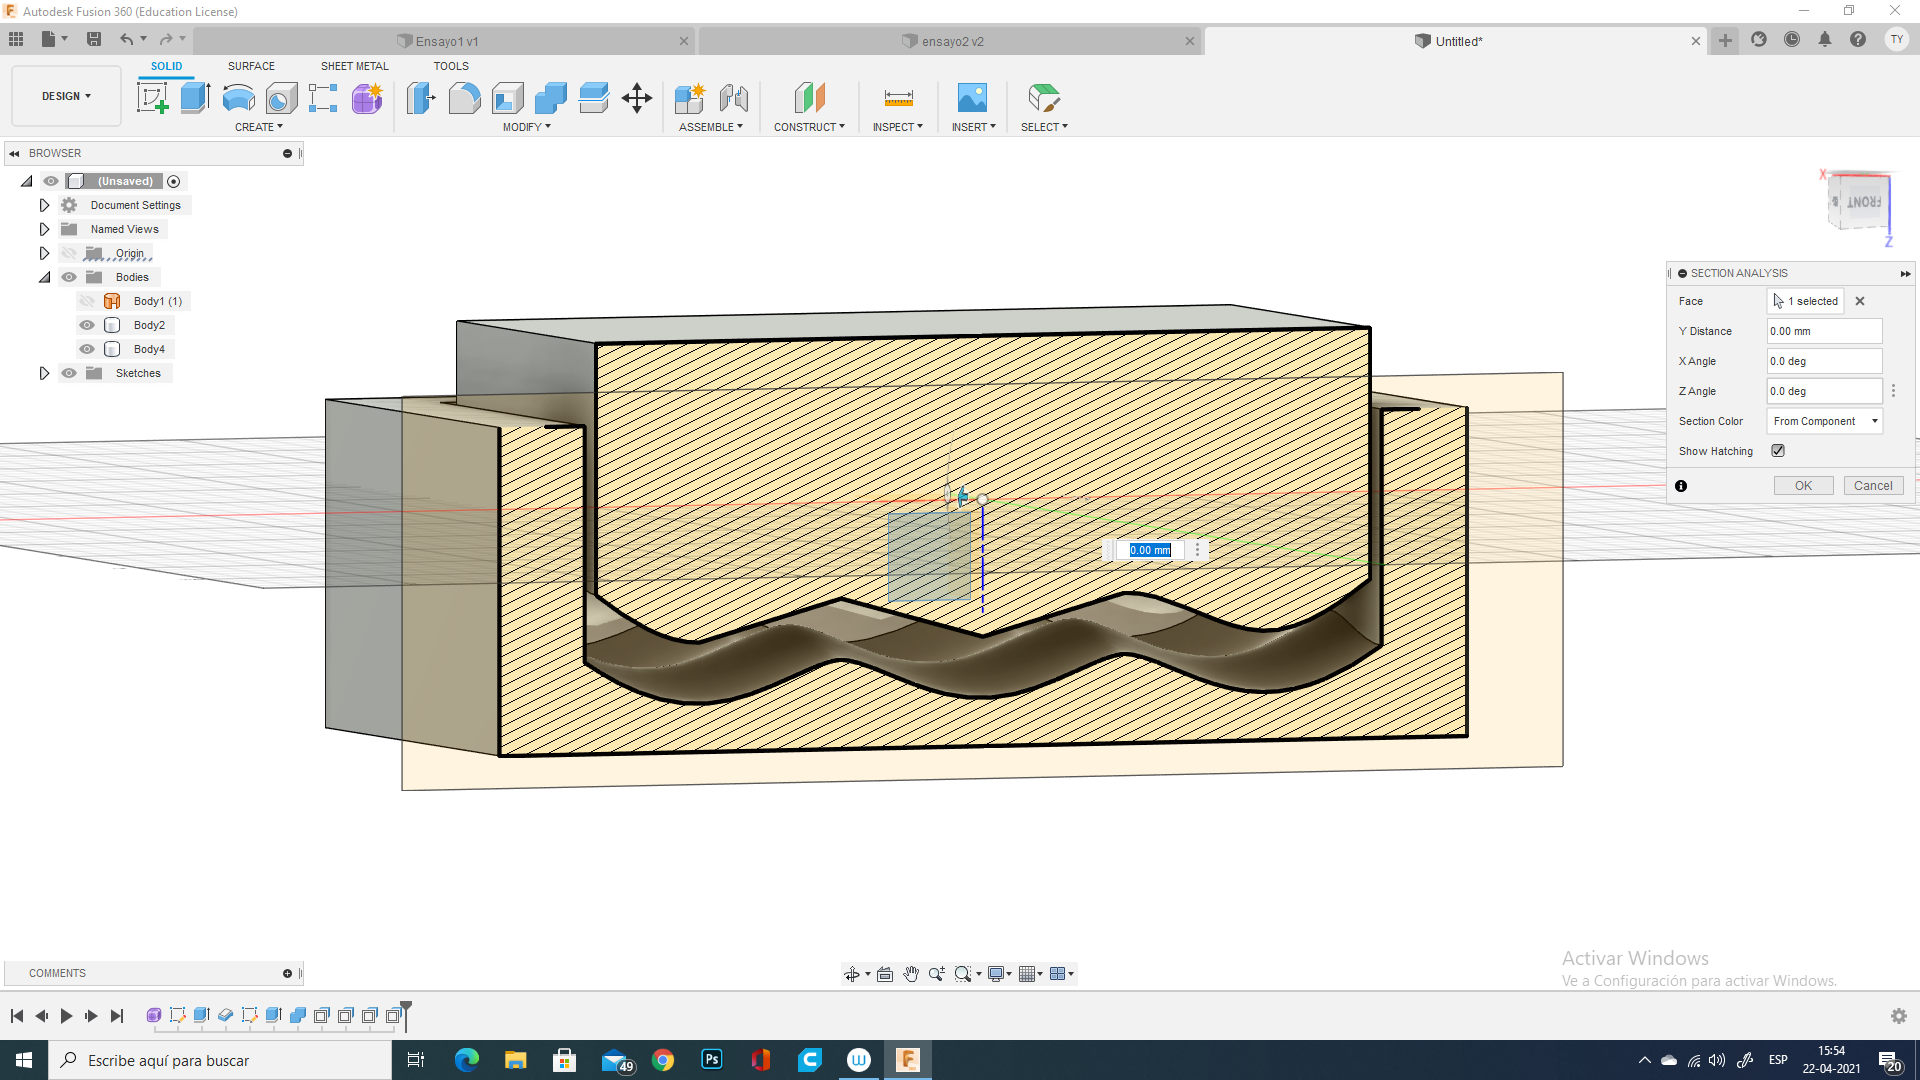 Autodesk Fusion 360 (Education License)
Ensayo1 v1
ensayo2 v2
Untitled*
TY
DESIGN
SOLID
SURFACE
SHEET METAL
TOOLS
CREATE
MODIFY
ASSEMBLE
CONSTRUCT
INSPECT
INSERT
SELECT
BROWSER
(Unsaved)
Document Settings
Named Views
Origin
Bodies
Body1 (1)
Body2
Body4
Sketches
X
FRONT
Z
SECTION ANALYSIS
Face
1 selected
Y Distance
0.00 mm
X Angle
0.0 deg
Z Angle
0.0 deg
Section Color
From Component
Show Hatching
OK
Cancel
0.00 mm
Activar Windows
Ve a Configuración para activar Windows.
COMMENTS
Escribe aquí para buscar
49
Ps
W
F
ESP
15:54
22-04-2021
20